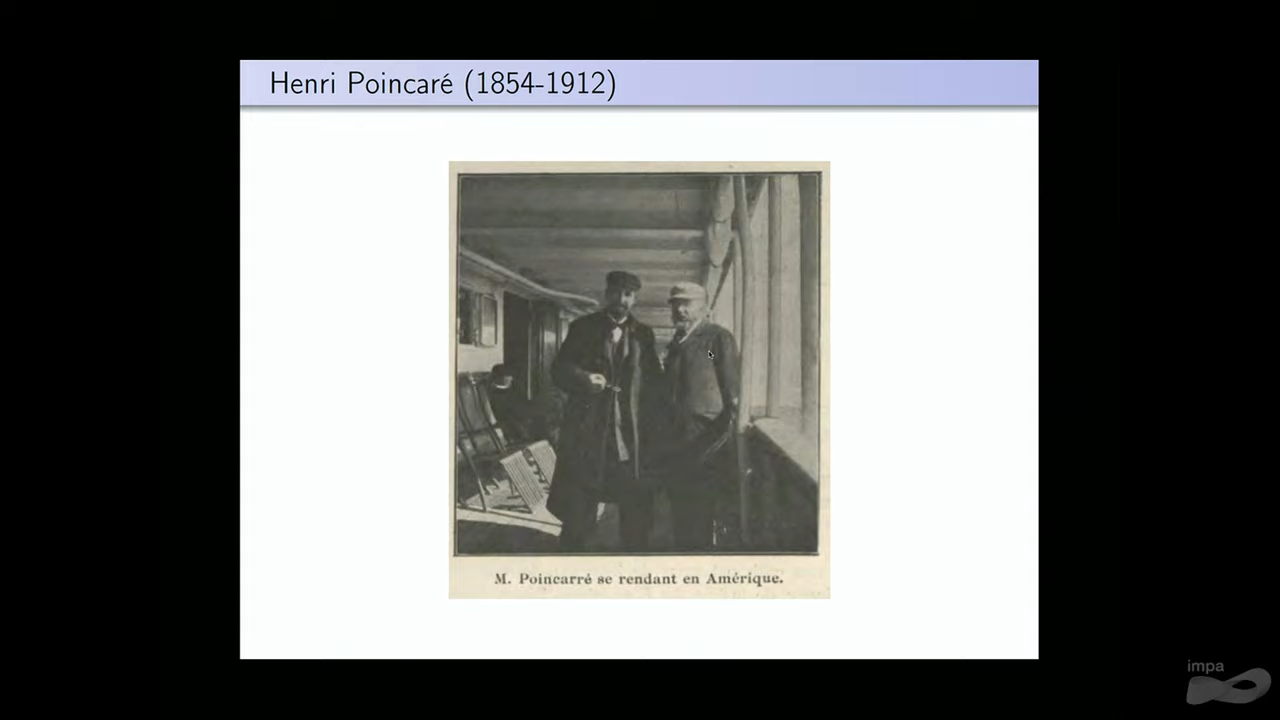 Henri Poincaré (1854-1912)
M. Poincarré se rendant en Amérique.
impa